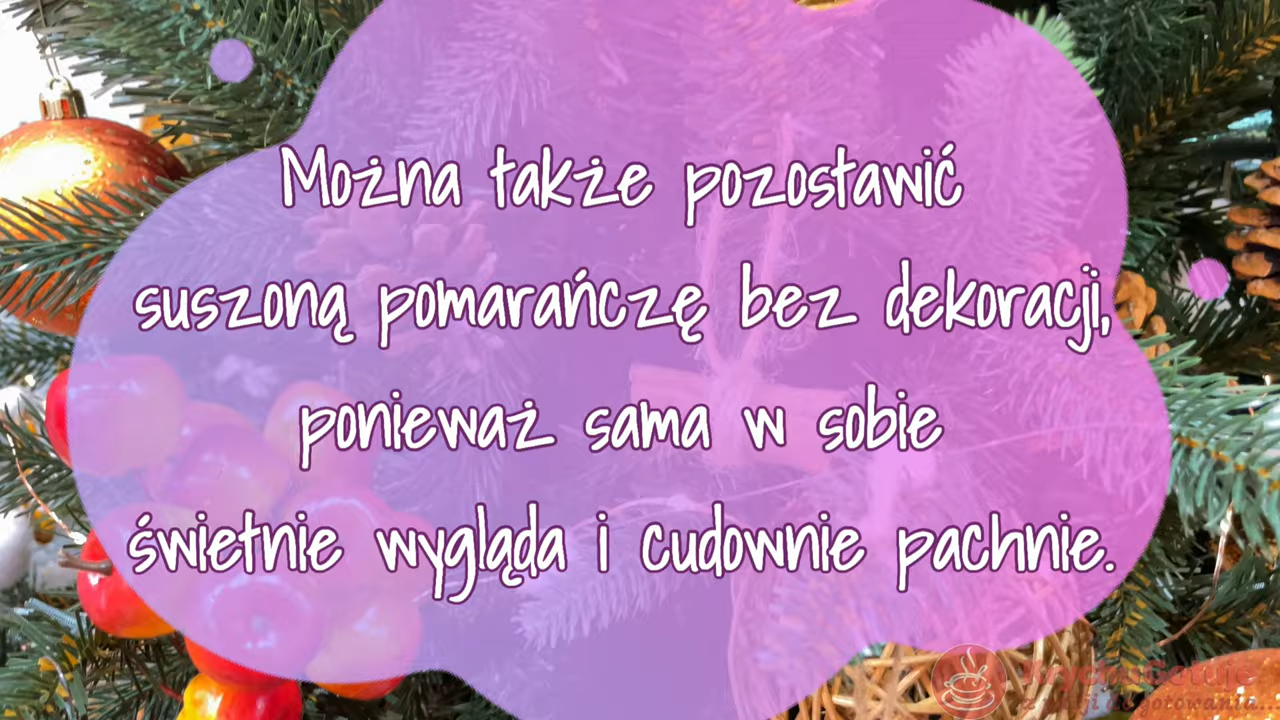 Można także pozostawić
suszoną pomarańczę bez dekoracji,
ponieważ sama w sobie
świetnie wygląda i cudownie pachnie.